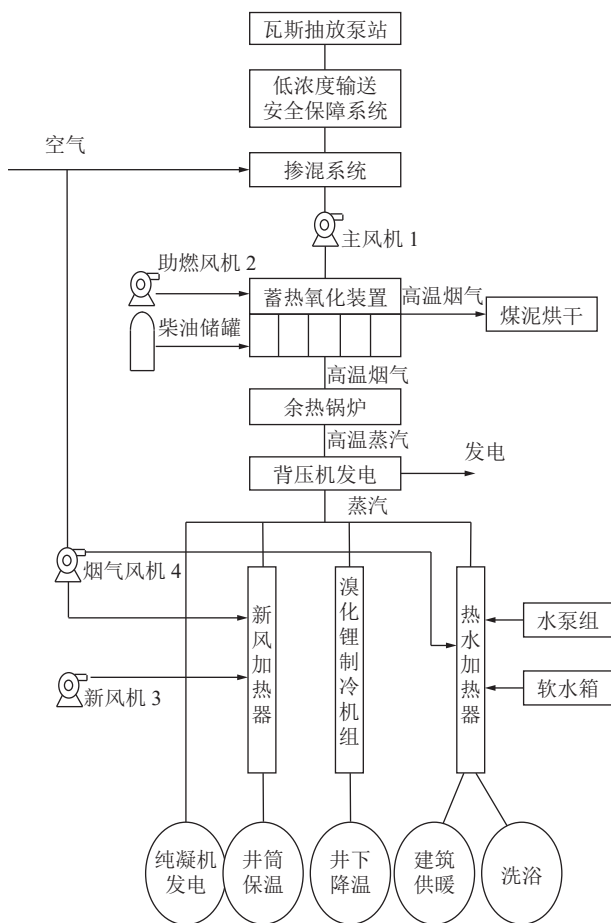 瓦斯抽放泵站
低浓度输送
安全保障系统
空气
掺混系统
主风机 1
助燃风机 2
蓄热氧化装置
高温烟气
柴油储罐
煤泥烘干
高温烟气
余热锅炉
高温蒸汽
发电
背压机发电
蒸汽
烟气风机 4
新风加热器
溴化锂制冷机组
热水加热器
水泵组
新风机 3
软水箱
纯凝机
发电
井筒
保温
井下
降温
建筑
供暖
洗浴